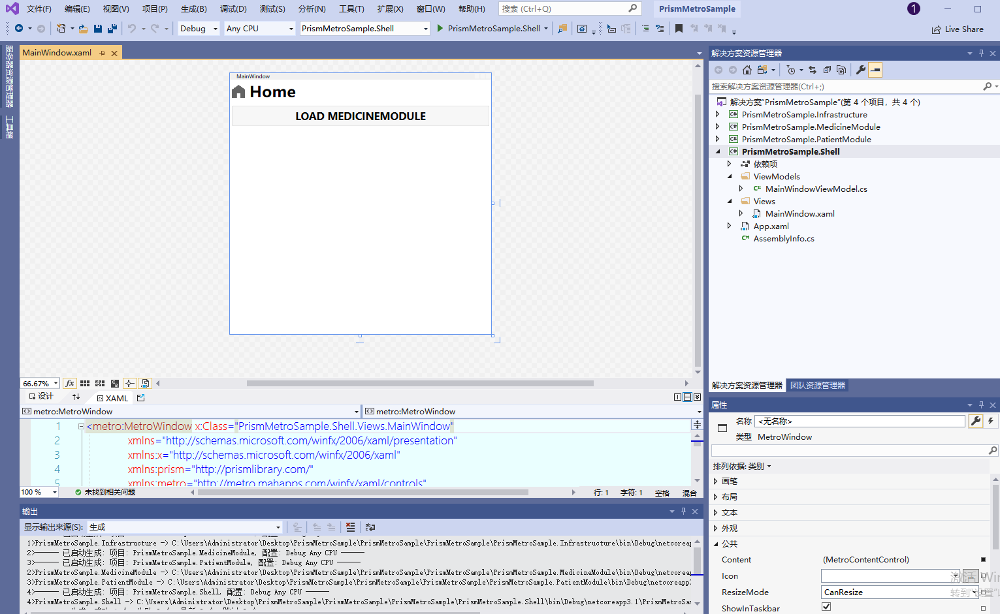 文件(F) 编辑(E) 视图(V) 项目(P) 生成(B) 调试(D) 测试(S) 分析(N) 工具(T) 扩展(X) 窗口(W) 帮助(H) 搜索 (Ctrl+Q) PrismMetroSample 1
Debug Any CPU PrismMetroSample.Shell PrismMetroSample.Shell Live Share
服务器资源管理器
工具箱
MainWindow.xaml
MainWindow
Home
LOAD MEDICINEMODULE
66.67% fx
设计 XAML
metro:MetroWindow metro:MetroWindow
1 <metro:MetroWindow x:Class="PrismMetroSample.Shell.Views.MainWindow"
2 xmlns="http://schemas.microsoft.com/winfx/2006/xaml/presentation"
3 xmlns:x="http://schemas.microsoft.com/winfx/2006/xaml"
4 xmlns:prism="http://prismlibrary.com/"
5 xmlns:metro="http://metro.mahapps.com/winfx/xaml/controls"
100 % 未找到相关问题 行: 1 字符: 1 空格 混合
输出
显示输出来源(S): 生成
1>PrismMetroSample.Infrastructure -> C:\Users\Administrator\Desktop\PrismMetroSample\PrismMetroSample\PrismMetroSample\PrismMetroSample.Infrastructure\bin\Debug\netcoreap
2>------ 已启动生成: 项目: PrismMetroSample.MedicineModule, 配置: Debug Any CPU ------
3>------ 已启动生成: 项目: PrismMetroSample.PatientModule, 配置: Debug Any CPU ------
2>PrismMetroSample.MedicineModule -> C:\Users\Administrator\Desktop\PrismMetroSample\PrismMetroSample\PrismMetroSample\PrismMetroSample.MedicineModule\bin\Debug\netcoreap
3>PrismMetroSample.PatientModule -> C:\Users\Administrator\Desktop\PrismMetroSample\PrismMetroSample\PrismMetroSample\PrismMetroSample.PatientModule\bin\Debug\netcoreapp3
4>------ 已启动生成: 项目: PrismMetroSample.Shell, 配置: Debug Any CPU ------
4>PrismMetroSample.Shell -> C:\Users\Administrator\Desktop\PrismMetroSample\PrismMetroSample\PrismMetroSample\PrismMetroSample.Shell\bin\Debug\netcoreapp3.1\PrismMetroSa
解决方案资源管理器
搜索解决方案资源管理器(Ctrl+;)
解决方案"PrismMetroSample"(第 4 个项目，共 4 个)
C# PrismMetroSample.Infrastructure
C# PrismMetroSample.MedicineModule
C# PrismMetroSample.PatientModule
C# PrismMetroSample.Shell
依赖项
ViewModels
C# MainWindowViewModel.cs
Views
MainWindow.xaml
App.xaml
C# AssemblyInfo.cs
解决方案资源管理器 团队资源管理器
属性
名称 <无名称>
类型 MetroWindow
排列依据: 类别
画笔
布局
文本
外观
公共
Content (MetroContentControl)
Icon ...
ResizeMode CanResize
ShowInTaskbar
激活 Win
转到"设置"以